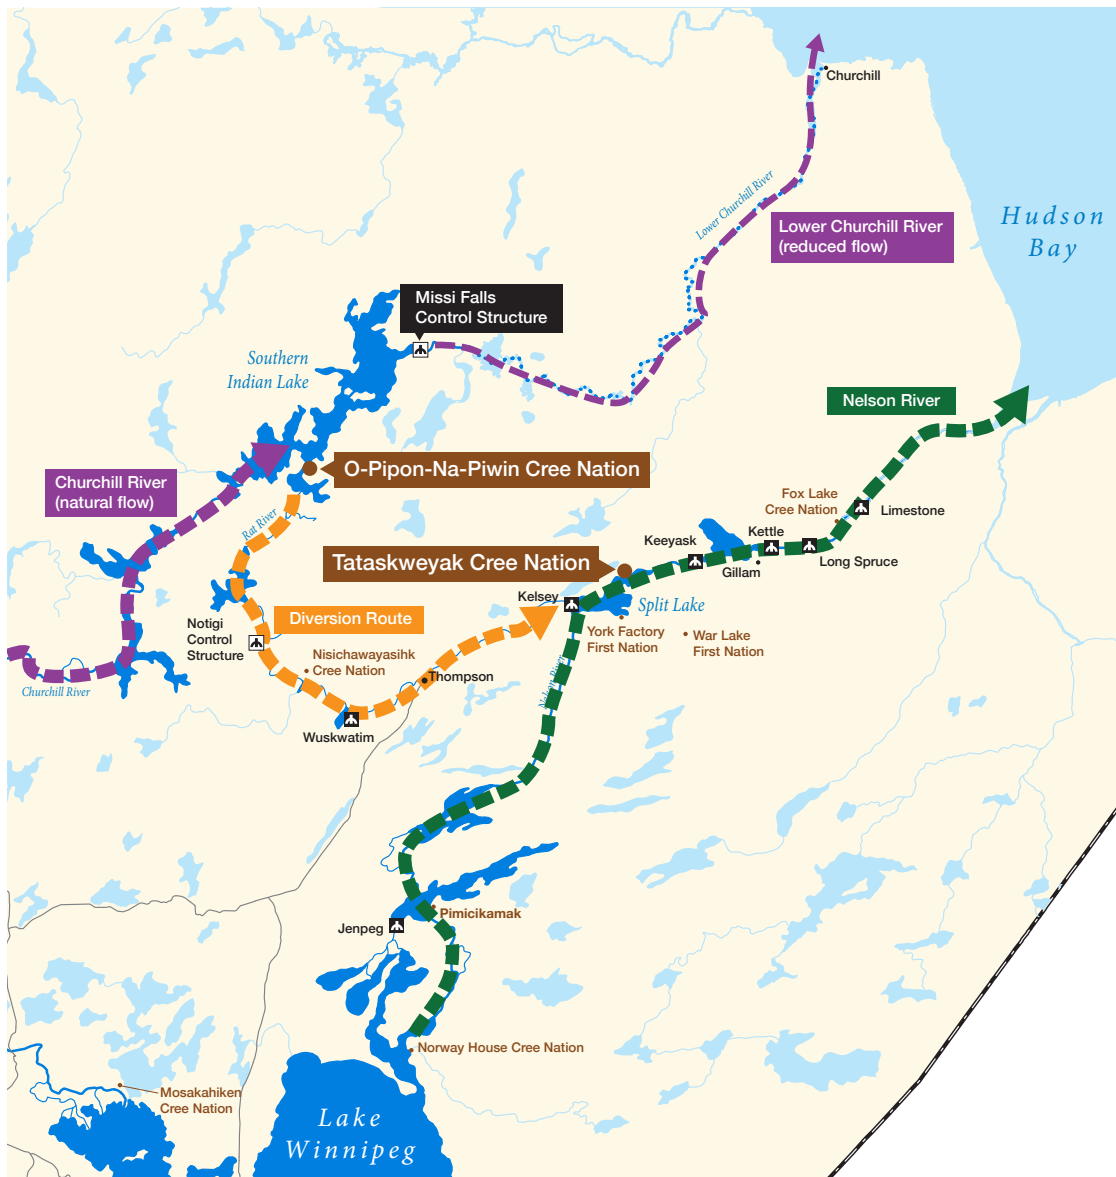 Churchill
Lower Churchill River
Hudson
Bay
Lower Churchill River
(reduced flow)
Missi Falls
Control Structure
Southern
Indian Lake
Nelson River
O-Pipon-Na-Piwin Cree Nation
Churchill River
(natural flow)
Rat River
Fox Lake
Cree Nation
Limestone
Kettle
Keeyask
Long Spruce
Gillam
Tataskweyak Cree Nation
Kelsey
Split Lake
Diversion Route
Notigi
Control
Structure
York Factory
First Nation
War Lake
First Nation
Nisichawayasihk
Cree Nation
Thompson
Nelson River
Churchill River
Wuskwatim
Pimicikamak
Jenpeg
Norway House Cree Nation
Mosakahiken
Cree Nation
Lake
Winnipeg